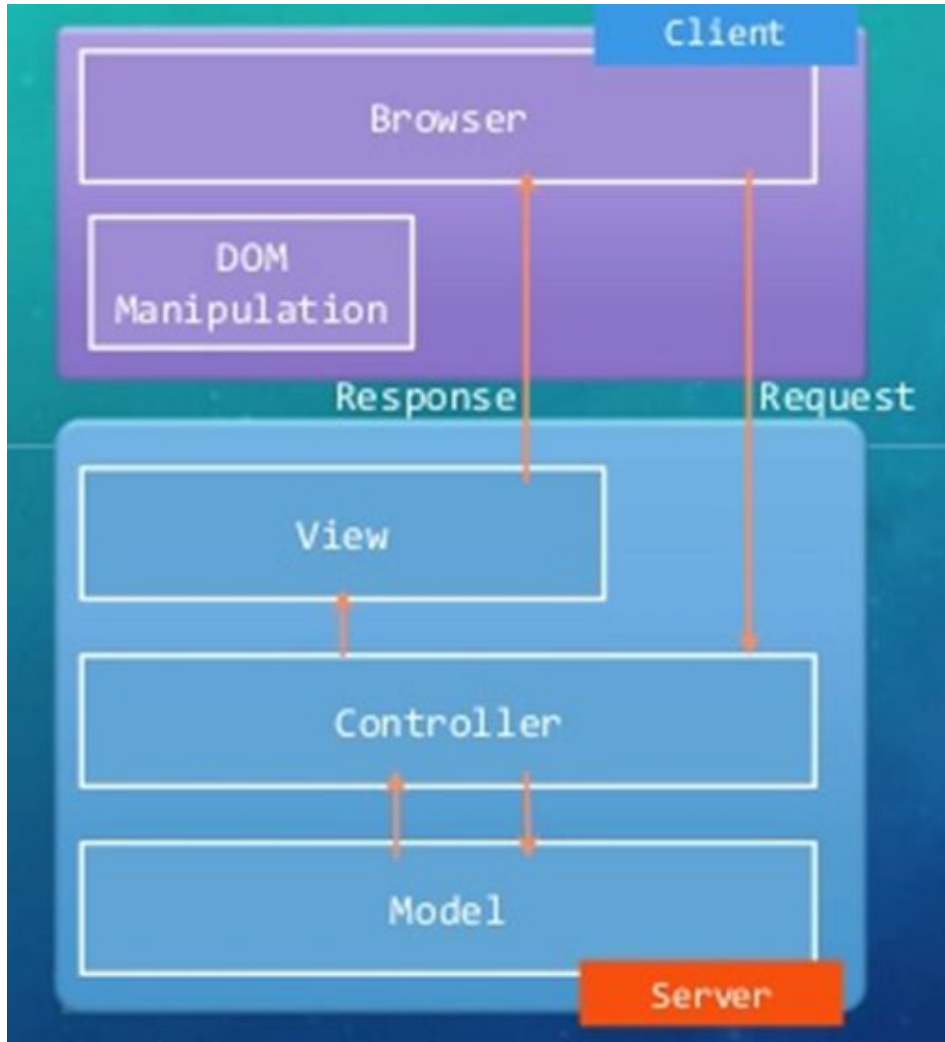 Client
Browser
DOM
Manipulation
Response
Request
View
Controller
Model
Server